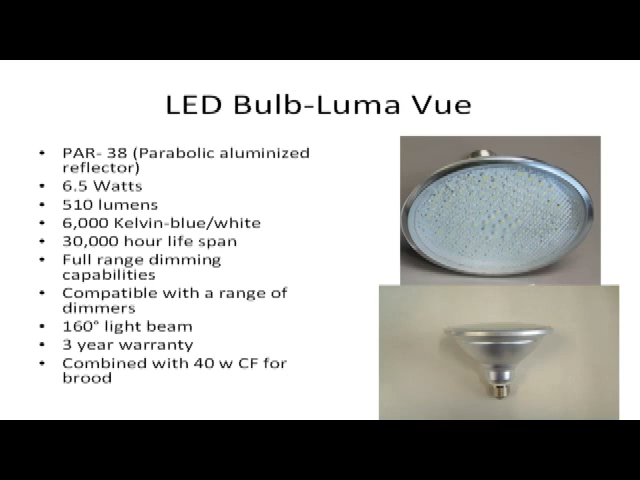 LED Bulb-Luma Vue
• PAR- 38 (Parabolic aluminized
reflector)
• 6.5 Watts
• 510 lumens
• 6,000 Kelvin-blue/white
• 30,000 hour life span
• Full range dimming
capabilities
• Compatible with a range of
dimmers
• 160° light beam
• 3 year warranty
• Combined with 40 w CF for
brood